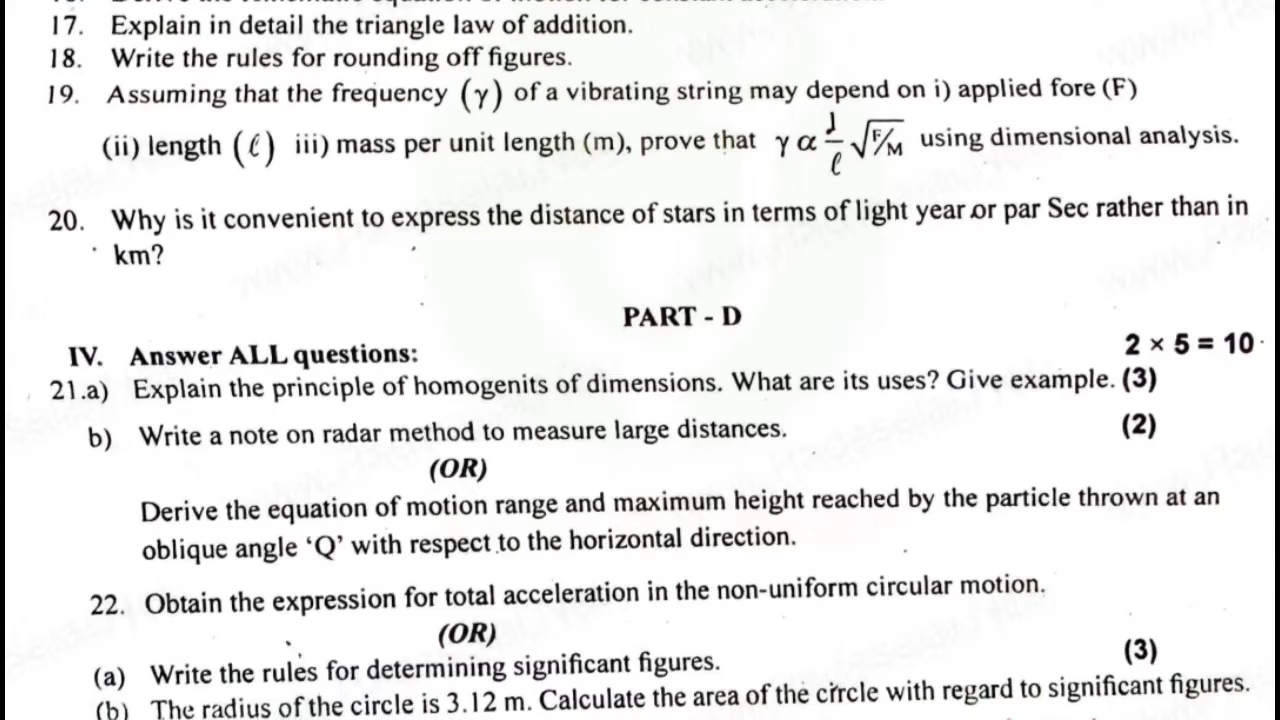 17. Explain in detail the triangle law of addition.
18. Write the rules for rounding off figures.
19. Assuming that the frequency (γ) of a vibrating string may depend on i) applied fore (F)
(ii) length (ℓ) iii) mass per unit length (m), prove that γ α 1/ℓ √F/M using dimensional analysis.
20. Why is it convenient to express the distance of stars in terms of light year or par Sec rather than in
km?
PART - D
IV. Answer ALL questions: 2 × 5 = 10
21.a) Explain the principle of homogenits of dimensions. What are its uses? Give example. (3)
b) Write a note on radar method to measure large distances. (2)
(OR)
Derive the equation of motion range and maximum height reached by the particle thrown at an
oblique angle ‘Q’ with respect to the horizontal direction.
22. Obtain the expression for total acceleration in the non-uniform circular motion.
(OR)
(a) Write the rules for determining significant figures. (3)
(b) The radius of the circle is 3.12 m. Calculate the area of the circle with regard to significant figures.